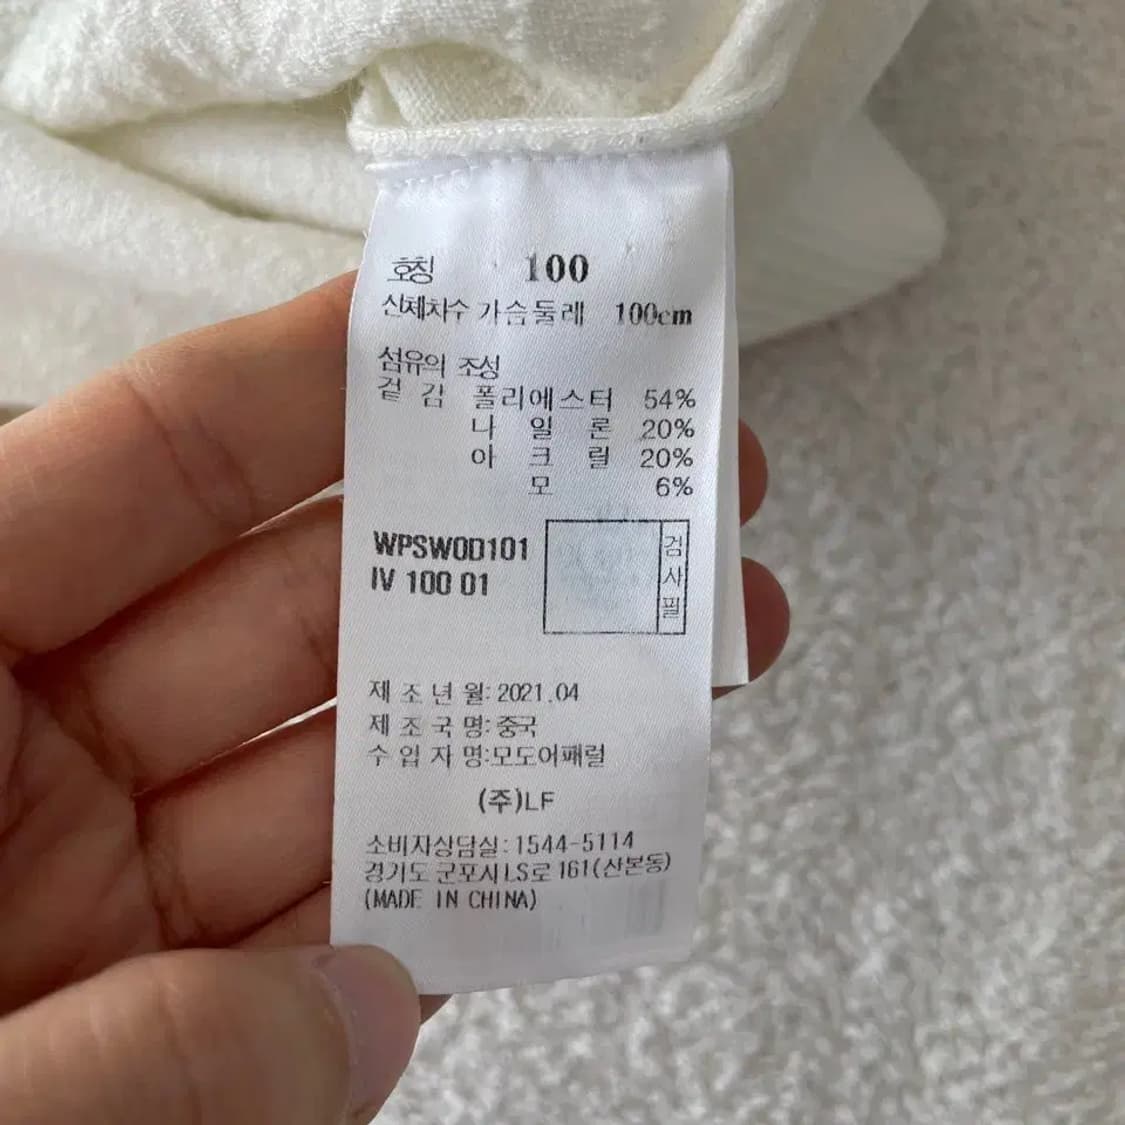 호칭 100
신체치수 가슴둘레 100cm
섬유의 조성
겉 감 폴리에스터 54%
나 일 론 20%
아 크 릴 20%
모 6%
WPSW0D101
IV 100 01
검사필
제 조 년 월: 2021.04
제 조 국 명: 중국
수 입 자 명:모도어패럴
(주)LF
소비자상담실: 1544-5114
경기도 군포시 LS로 161(산본동)
(MADE IN CHINA)